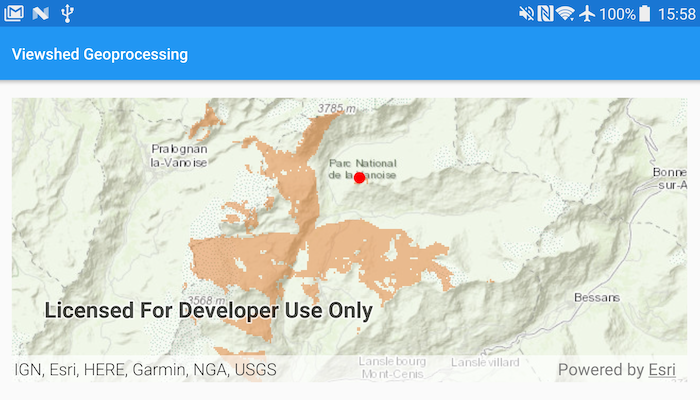 100% 15:58
Viewshed Geoprocessing
3785 m
Pralognan
la-Vanoise
Parc National
de la Vanoise
Bonne
sur-A
3568 m
Bessans
Licensed For Developer Use Only
Lanslebourg
Mont-Cenis
Lanslevillard
IGN, Esri, HERE, Garmin, NGA, USGS
Powered by Esri